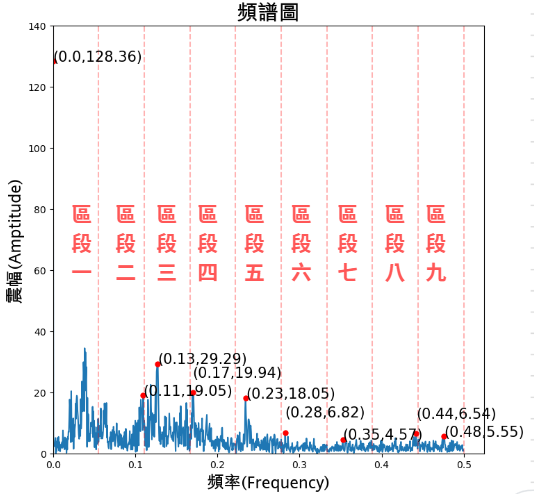 頻譜圖
140
(0.0,128.36)
120
100
80
60
40
20
0
震幅(Amptitude)
區段一
區段二
區段三
區段四
區段五
區段六
區段七
區段八
區段九
(0.13,29.29)
(0.17,19.94)
(0.11,19.05)
(0.23,18.05)
(0.28,6.82)
(0.35,4.57)
(0.44,6.54)
(0.48,5.55)
0.0
0.1
0.2
0.3
0.4
0.5
頻率(Frequency)